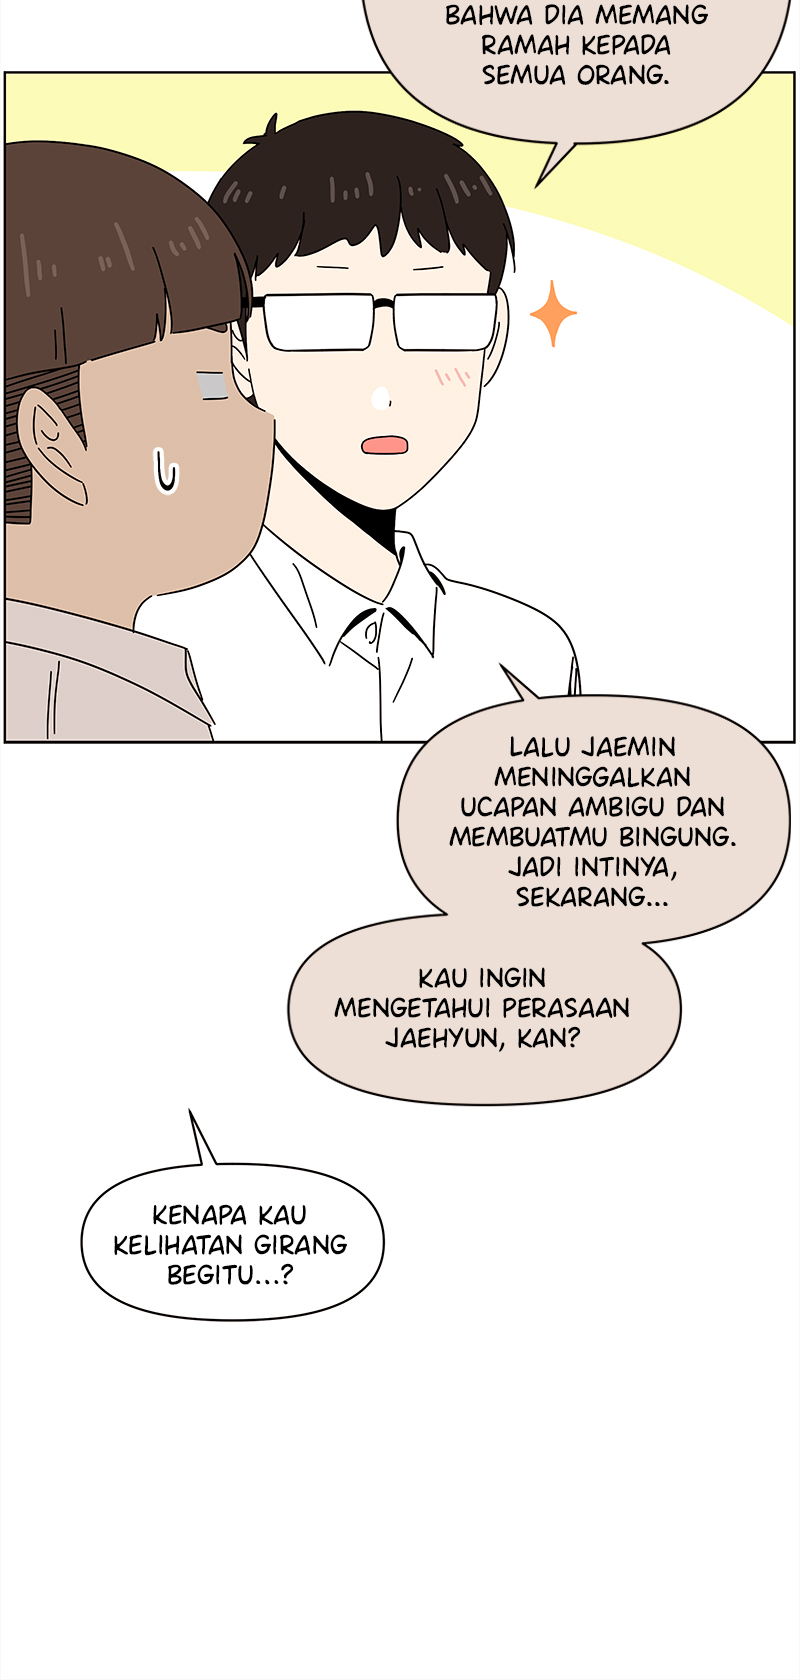 BAHWA DIA MEMANG
RAMAH KEPADA
SEMUA ORANG.
LALU JAEMIN
MENINGGALKAN
UCAPAN AMBIGU DAN
MEMBUATMU BINGUNG.
JADI INTINYA,
SEKARANG...
KAU INGIN
MENGETAHUI PERASAAN
JAEHYUN, KAN?
KENAPA KAU
KELIHATAN GIRANG
BEGITU...?